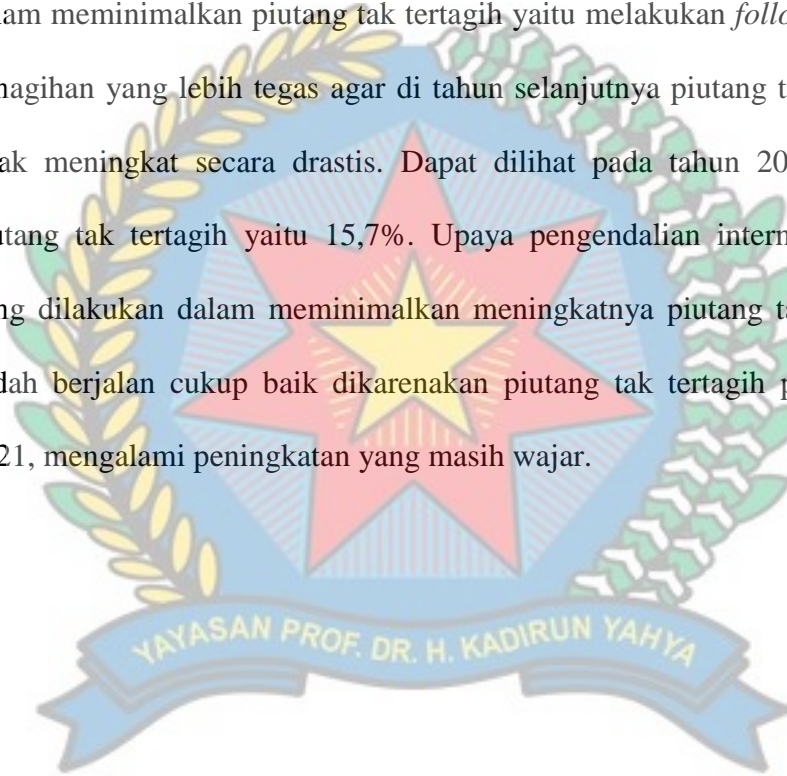 lam meminimalkan piutang tak tertagih yaitu melakukan follo
nagihan yang lebih tegas agar di tahun selanjutnya piutang t
ak meningkat secara drastis. Dapat dilihat pada tahun 20
utang tak tertagih yaitu 15,7%. Upaya pengendalian intern
ng dilakukan dalam meminimalkan meningkatnya piutang ta
dah berjalan cukup baik dikarenakan piutang tak tertagih p
21, mengalami peningkatan yang masih wajar.
YAYASAN PROF. DR. H. KADIRUN YAHYA